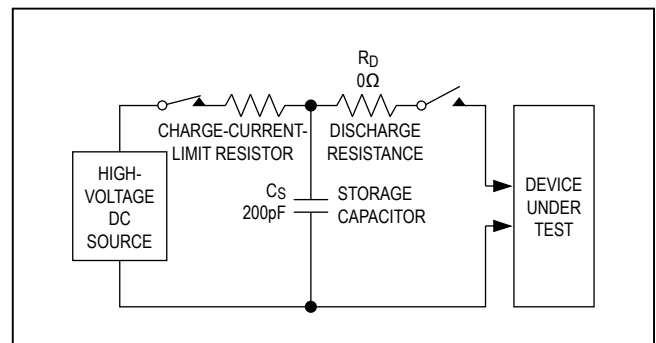 RD
0Ω
CHARGE-CURRENT-
LIMIT RESISTOR
DISCHARGE
RESISTANCE
HIGH-
VOLTAGE
DC
SOURCE
CS
200pF
STORAGE
CAPACITOR
DEVICE
UNDER
TEST